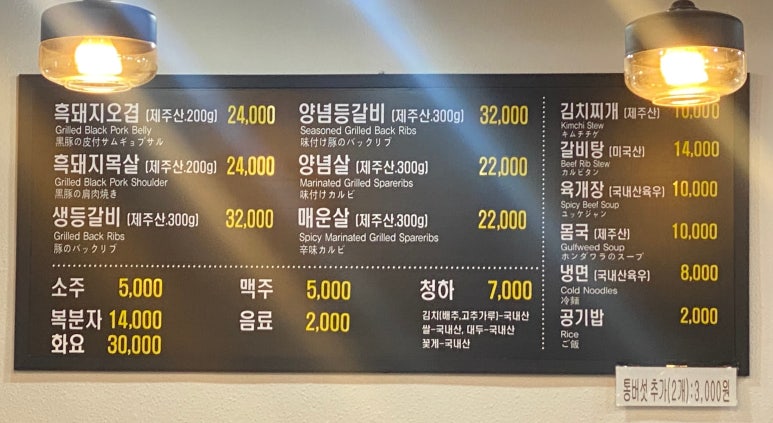 흑돼지오겹 (제주산.200g) 24,000
Grilled Black Pork Belly
黒豚の皮付サムギョプサル
흑돼지목살 (제주산.200g) 24,000
Grilled Black Pork Shoulder
黒豚の肩肉焼き
생등갈비 (제주산.300g) 32,000
Grilled Back Ribs
豚のバックリブ
양념등갈비 (제주산.300g) 32,000
Seasoned Grilled Back Ribs
味付け豚のバックリブ
양념살 (제주산.300g) 22,000
Marinated Grilled Spareribs
味付けカルビ
매운살 (제주산.300g) 22,000
Spicy Marinated Grilled Spareribs
辛味カルビ
소주 5,000
복분자 14,000
화요 30,000
맥주 5,000
음료 2,000
청하 7,000
김치(배추,고추가루)-국내산
쌀-국내산, 대두-국내산
꽃게-국내산
김치찌개 (제주산) 10,000
Kimchi Stew
キムチチゲ
갈비탕 (미국산) 14,000
Beef Rib Stew
カルビタン
육개장 (국내산육우) 10,000
Spicy Beef Soup
ユッケジャン
몸국 (제주산) 10,000
Gulfweed Soup
ホンダワラのスープ
냉면 (국내산육우) 8,000
Cold Noodles
冷麺
공기밥 2,000
Rice
ご飯
통버섯 추가(2개):3,000원